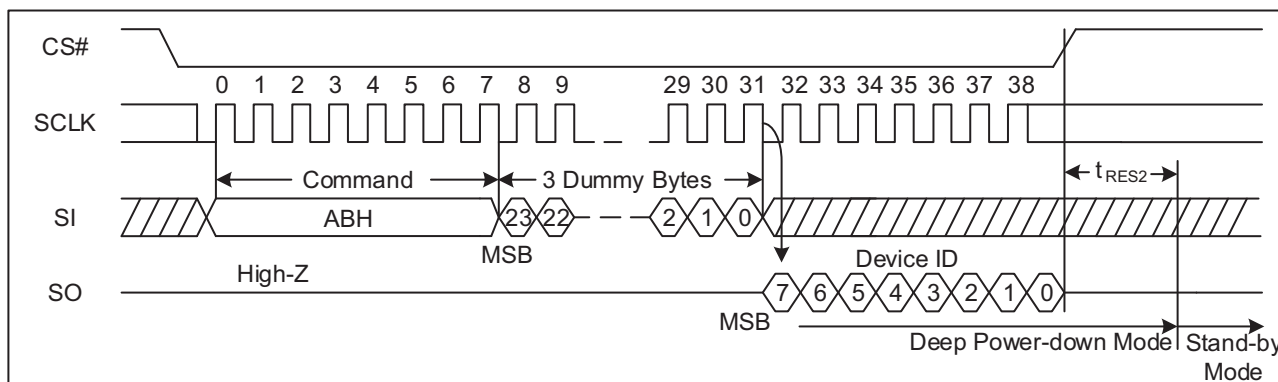 CS#
0 1 2 3 4 5 6 7 8 9 29 30 31 32 33 34 35 36 37 38
SCLK
Command 3 Dummy Bytes tRES2
SI ABH 23 22 2 1 0
MSB
High-Z Device ID
SO 7 6 5 4 3 2 1 0
MSB
Deep Power-down Mode Stand-by
Mode